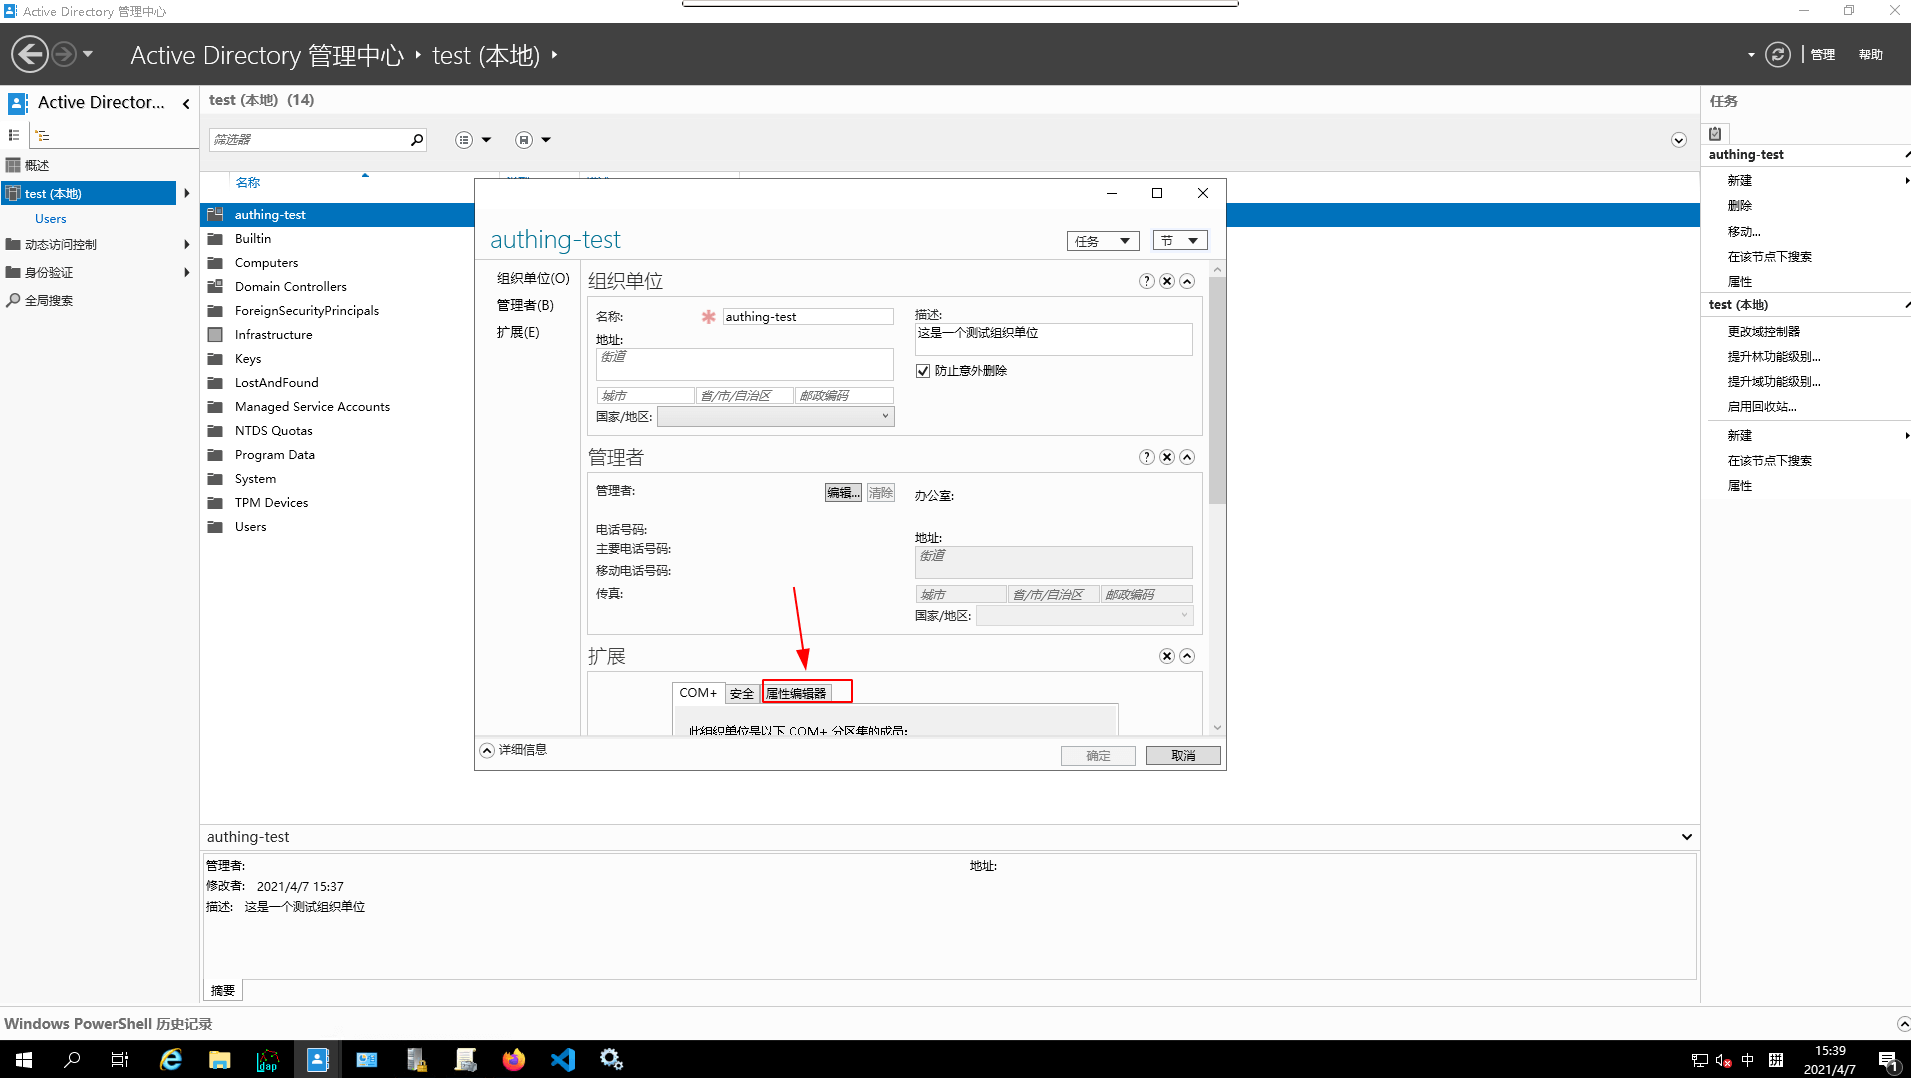 Active Directory 管理中心
Active Directory 管理中心 · test (本地)
管理
帮助
Active Director...
概述
test (本地)
Users
动态访问控制
身份验证
全局搜索
test (本地) (14)
筛选器
名称
authing-test
Builtin
Computers
Domain Controllers
ForeignSecurityPrincipals
Infrastructure
Keys
LostAndFound
Managed Service Accounts
NTDS Quotas
Program Data
System
TPM Devices
Users
authing-test
任务
节
组织单位(O)
管理者(B)
扩展(E)
组织单位
名称:
authing-test
地址:
街道
城市
省/市/自治区
邮政编码
国家/地区:
描述:
这是一个测试组织单位
防止意外删除
管理者
管理者:
编辑...
清除
办公室:
电话号码:
主要电话号码:
移动电话号码:
传真:
地址:
街道
城市
省/市/自治区
邮政编码
国家/地区:
扩展
COM+
安全
属性编辑器
此组织单位是以下 COM+ 分区集的成员:
详细信息
确定
取消
任务
authing-test
新建
删除
移动...
在该节点下搜索
属性
test (本地)
更改域控制器
提升林功能级别...
提升域功能级别...
启用回收站...
新建
在该节点下搜索
属性
authing-test
管理者:
地址:
修改者: 2021/4/7 15:37
描述: 这是一个测试组织单位
摘要
Windows PowerShell 历史记录
ldap
中
拼
15:39
2021/4/7
1